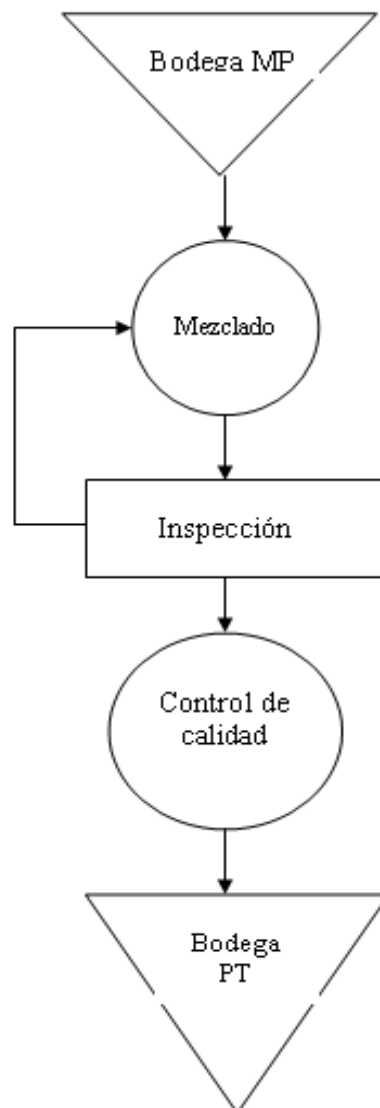 Bodega MP
Mezclado
Inspección
Control de
calidad
Bodega
PT